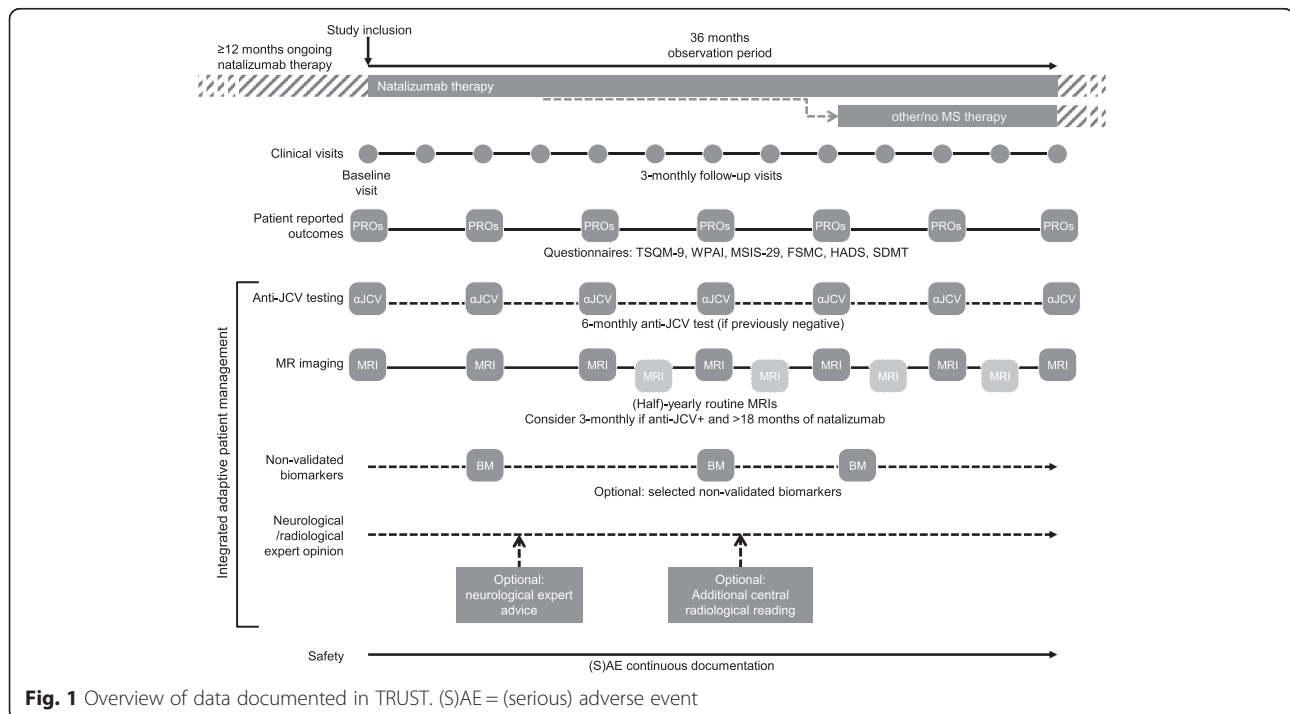 Study inclusion
≥12 months ongoing
natalizumab therapy
36 months
observation period
Natalizumab therapy
other/no MS therapy
Clinical visits
Baseline
visit
3-monthly follow-up visits
Patient reported
outcomes
PROs PROs PROs PROs PROs PROs PROs
Questionnaires: TSQM-9, WPAI, MSIS-29, FSMC, HADS, SDMT
Integrated adaptive patient management
Anti-JCV testing
αJCV αJCV αJCV αJCV αJCV αJCV αJCV
6-monthly anti-JCV test (if previously negative)
MR imaging
MRI MRI MRI MRI MRI MRI MRI MRI MRI MRI MRI
(Half)-yearly routine MRIs
Consider 3-monthly if anti-JCV+ and >18 months of natalizumab
Non-validated
biomarkers
BM BM BM
Optional: selected non-validated biomarkers
Neurological
/radiological
expert opinion
Optional:
neurological expert
advice
Optional:
Additional central
radiological reading
Safety
(S)AE continuous documentation
Fig. 1 Overview of data documented in TRUST. (S)AE = (serious) adverse event